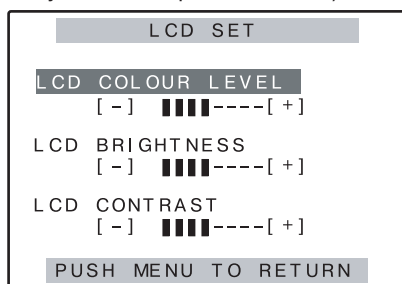 LCD SET
LCD COLOUR LEVEL
[-] ▮▮▮▮----[+]
LCD BRIGHTNESS
[-] ▮▮▮▮----[+]
LCD CONTRAST
[-] ▮▮▮▮----[+]
PUSH MENU TO RETURN